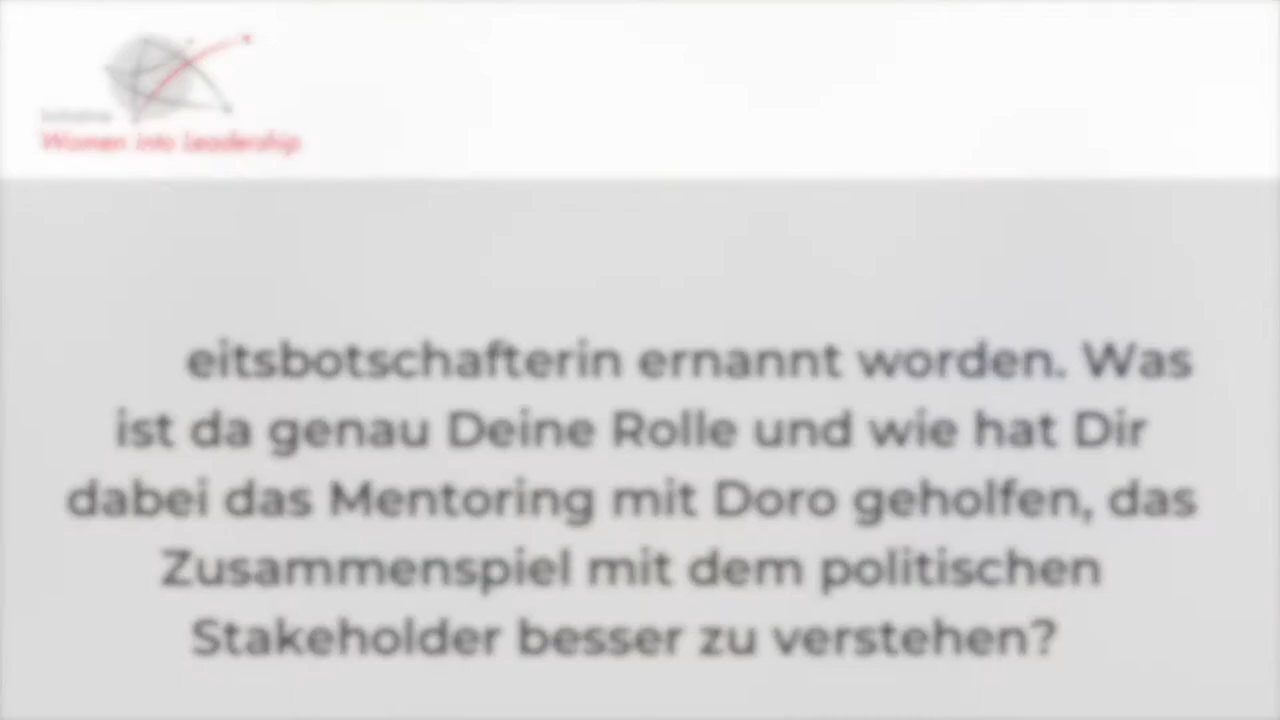 Initiative
Women into Leadership
eitsbotschafterin ernannt worden. Was
ist da genau Deine Rolle und wie hat Dir
dabei das Mentoring mit Doro geholfen, das
Zusammenspiel mit dem politischen
Stakeholder besser zu verstehen?